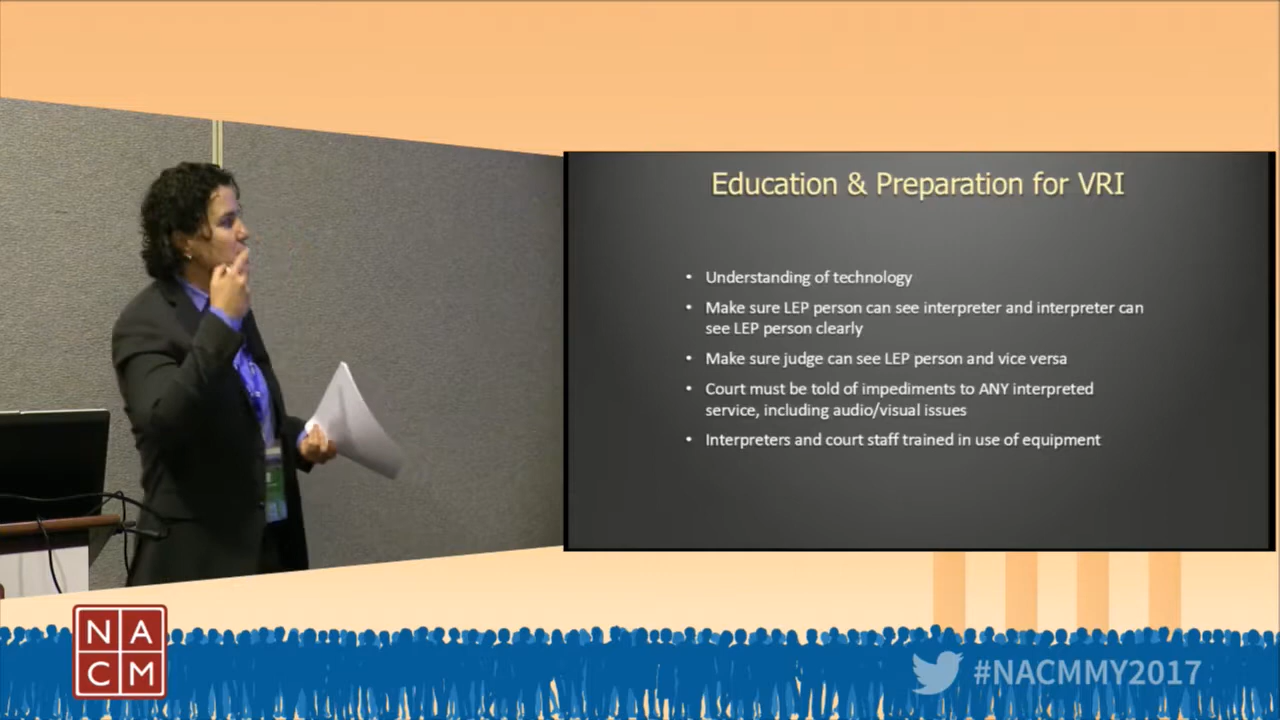 Education & Preparation for VRI
• Understanding of technology
• Make sure LEP person can see interpreter and interpreter can
see LEP person clearly
• Make sure judge can see LEP person and vice versa
• Court must be told of impediments to ANY interpreted
service, including audio/visual issues
• Interpreters and court staff trained in use of equipment
N A
C M
#NACMMY2017